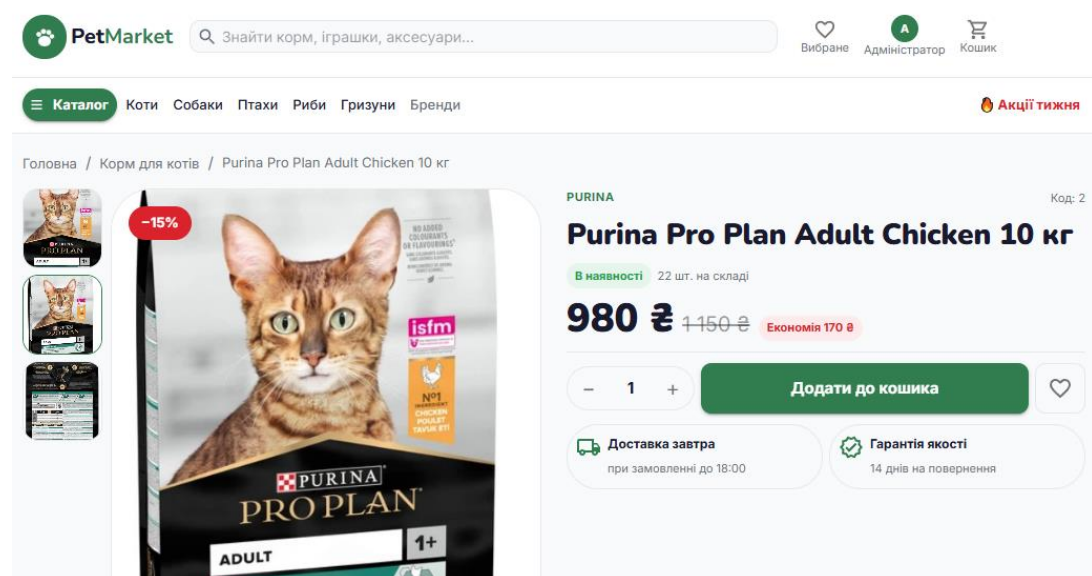 PetMarket
Знайти корм, іграшки, аксесуари...
Вибране
А
Адміністратор
Кошик
Каталог Коти Собаки Птахи Риби Гризуни Бренди
Акції тижня
Головна / Корм для котів / Purina Pro Plan Adult Chicken 10 кг
−15%
NO ADDED
COLOURANTS
OR FLAVOURINGS
isfm
No1
INGREDIENT
CHICKEN
POULET
TAVUK ETİ
PURINA
PRO PLAN
ADULT
1+
PURINA
Код: 2
Purina Pro Plan Adult Chicken 10 кг
В наявності 22 шт. на складі
980 ₴ 1 150 ₴ Економія 170 ₴
− 1 +
Додати до кошика
Доставка завтра
при замовленні до 18:00
Гарантія якості
14 днів на повернення